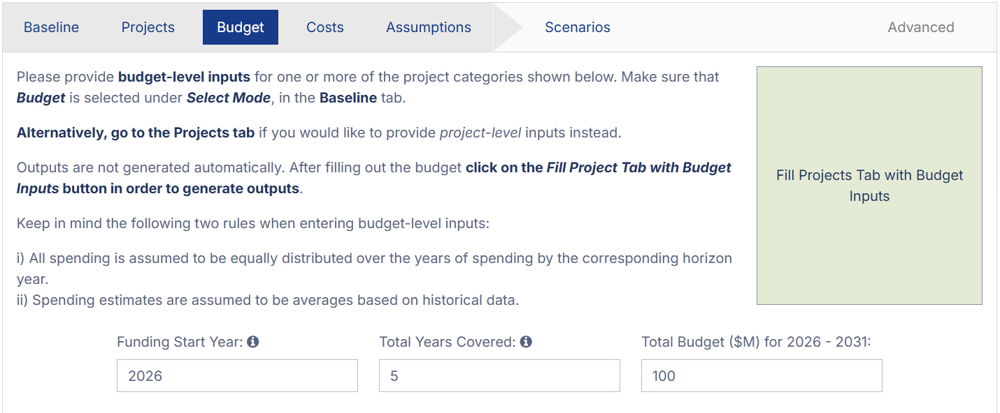 Baseline Projects Budget Costs Assumptions Scenarios Advanced
Please provide budget-level inputs for one or more of the project categories shown below. Make sure that
Budget is selected under Select Mode, in the Baseline tab.
Alternatively, go to the Projects tab if you would like to provide project-level inputs instead.
Outputs are not generated automatically. After filling out the budget click on the Fill Project Tab with Budget
Inputs button in order to generate outputs.
Keep in mind the following two rules when entering budget-level inputs:
i) All spending is assumed to be equally distributed over the years of spending by the corresponding horizon
year.
ii) Spending estimates are assumed to be averages based on historical data.
Fill Projects Tab with Budget
Inputs
Funding Start Year: Total Years Covered: Total Budget ($M) for 2026 - 2031:
2026 5 100